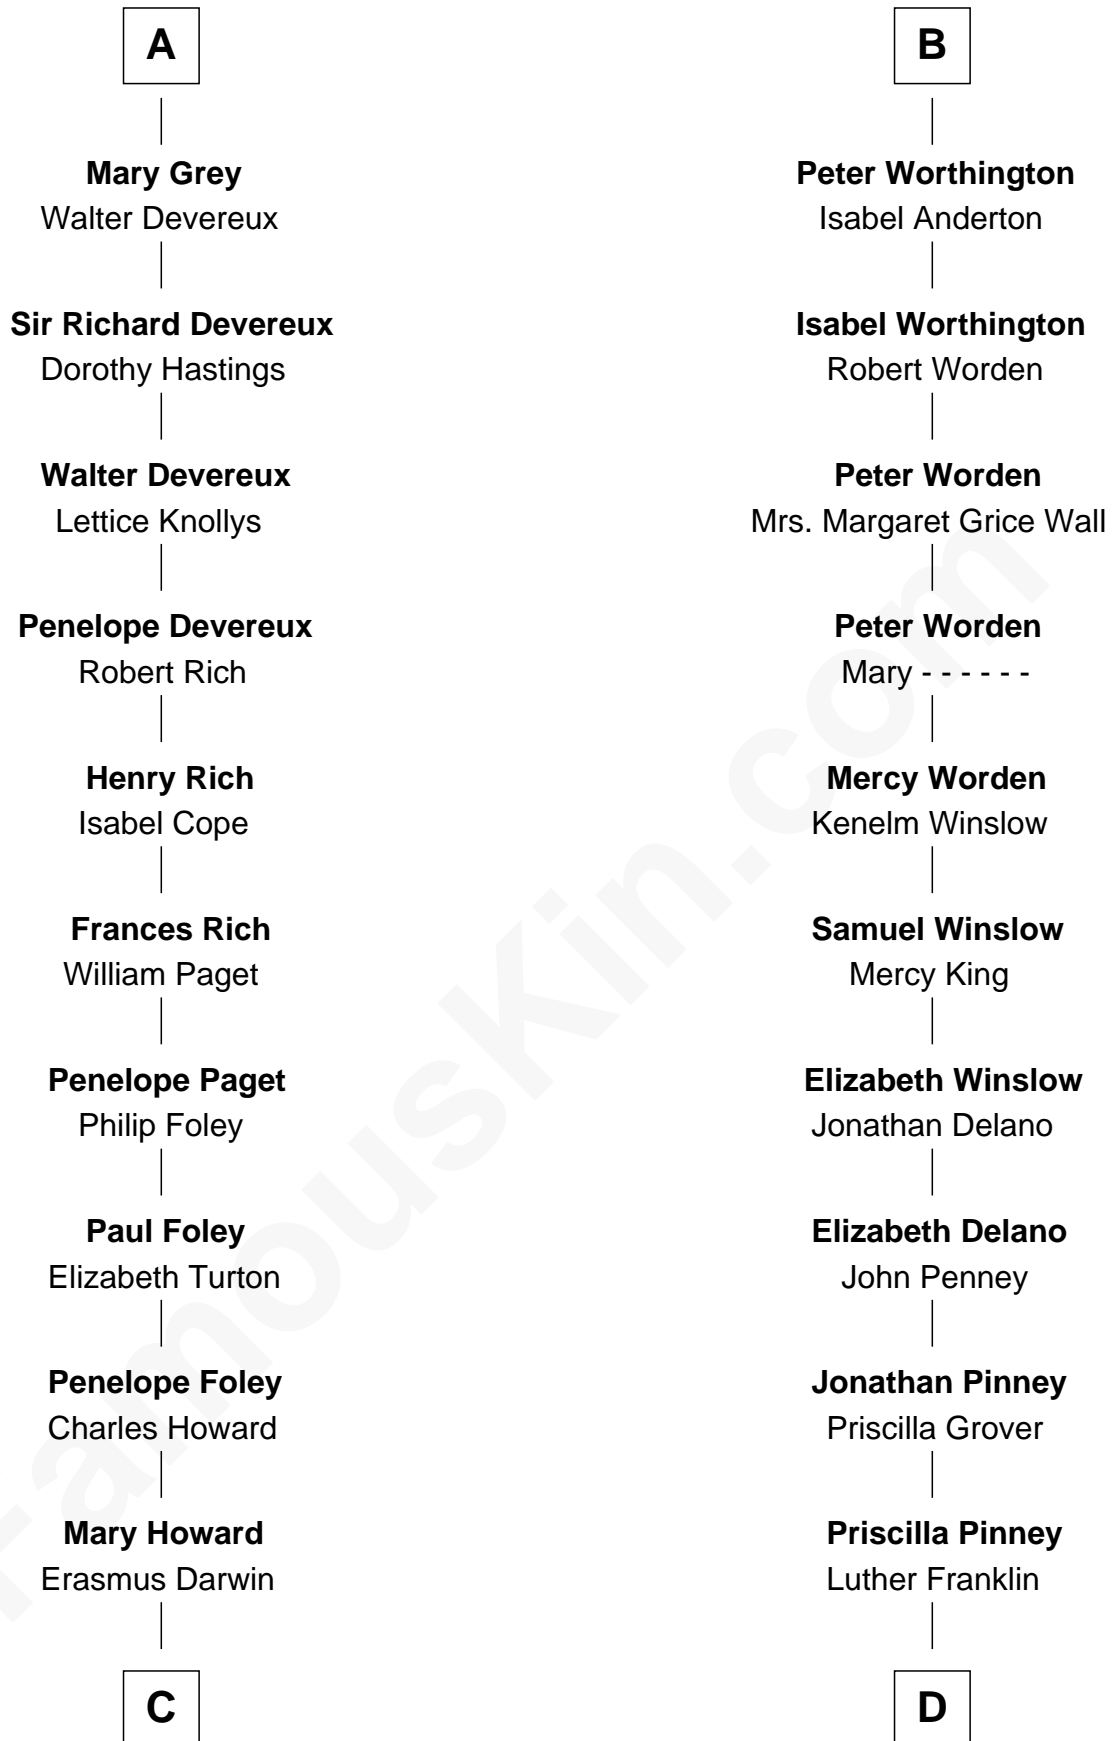 A
Mary Grey
Walter Devereux
Sir Richard Devereux
Dorothy Hastings
Walter Devereux
Lettice Knollys
Penelope Devereux
Robert Rich
Henry Rich
Isabel Cope
Frances Rich
William Paget
Penelope Paget
Philip Foley
Paul Foley
Elizabeth Turton
Penelope Foley
Charles Howard
Mary Howard
Erasmus Darwin
C
B
Peter Worthington
Isabel Anderton
Isabel Worthington
Robert Worden
Peter Worden
Mrs. Margaret Grice Wall
Peter Worden
Mary - - - - - -
Mercy Worden
Kenelm Winslow
Samuel Winslow
Mercy King
Elizabeth Winslow
Jonathan Delano
Elizabeth Delano
John Penney
Jonathan Pinney
Priscilla Grover
Priscilla Pinney
Luther Franklin
D
FamousKin.com